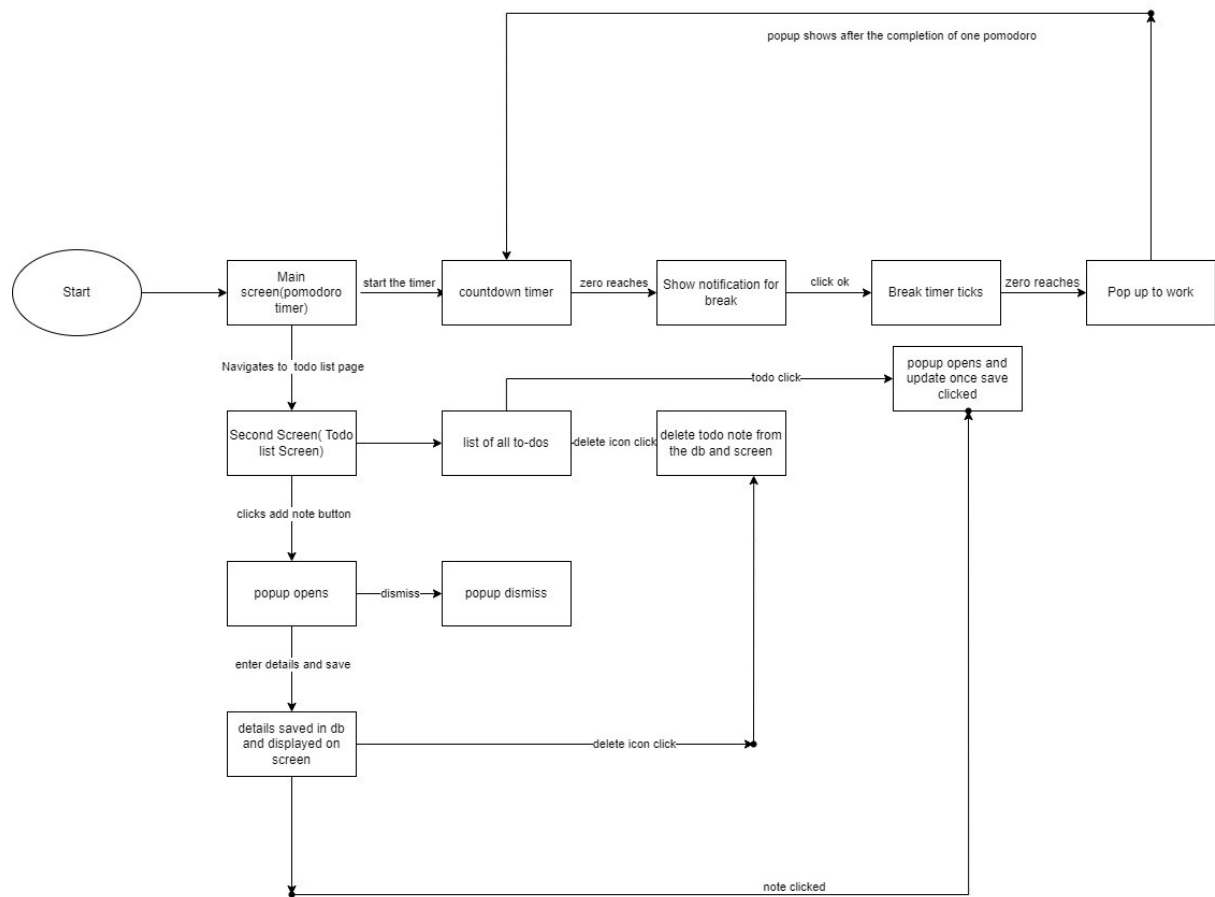 popup shows after the completion of one pomodoro
Start
Main
screen(pomodoro
timer)
start the timer
countdown timer
zero reaches
Show notification for
break
click ok
Break timer ticks
zero reaches
Pop up to work
Navigates to todo list page
todo click
popup opens and
update once save
clicked
Second Screen( Todo
list Screen)
list of all to-dos
delete icon click
delete todo note from
the db and screen
clicks add note button
popup opens
dismiss
popup dismiss
enter details and save
details saved in db
and displayed on
screen
delete icon click
note clicked